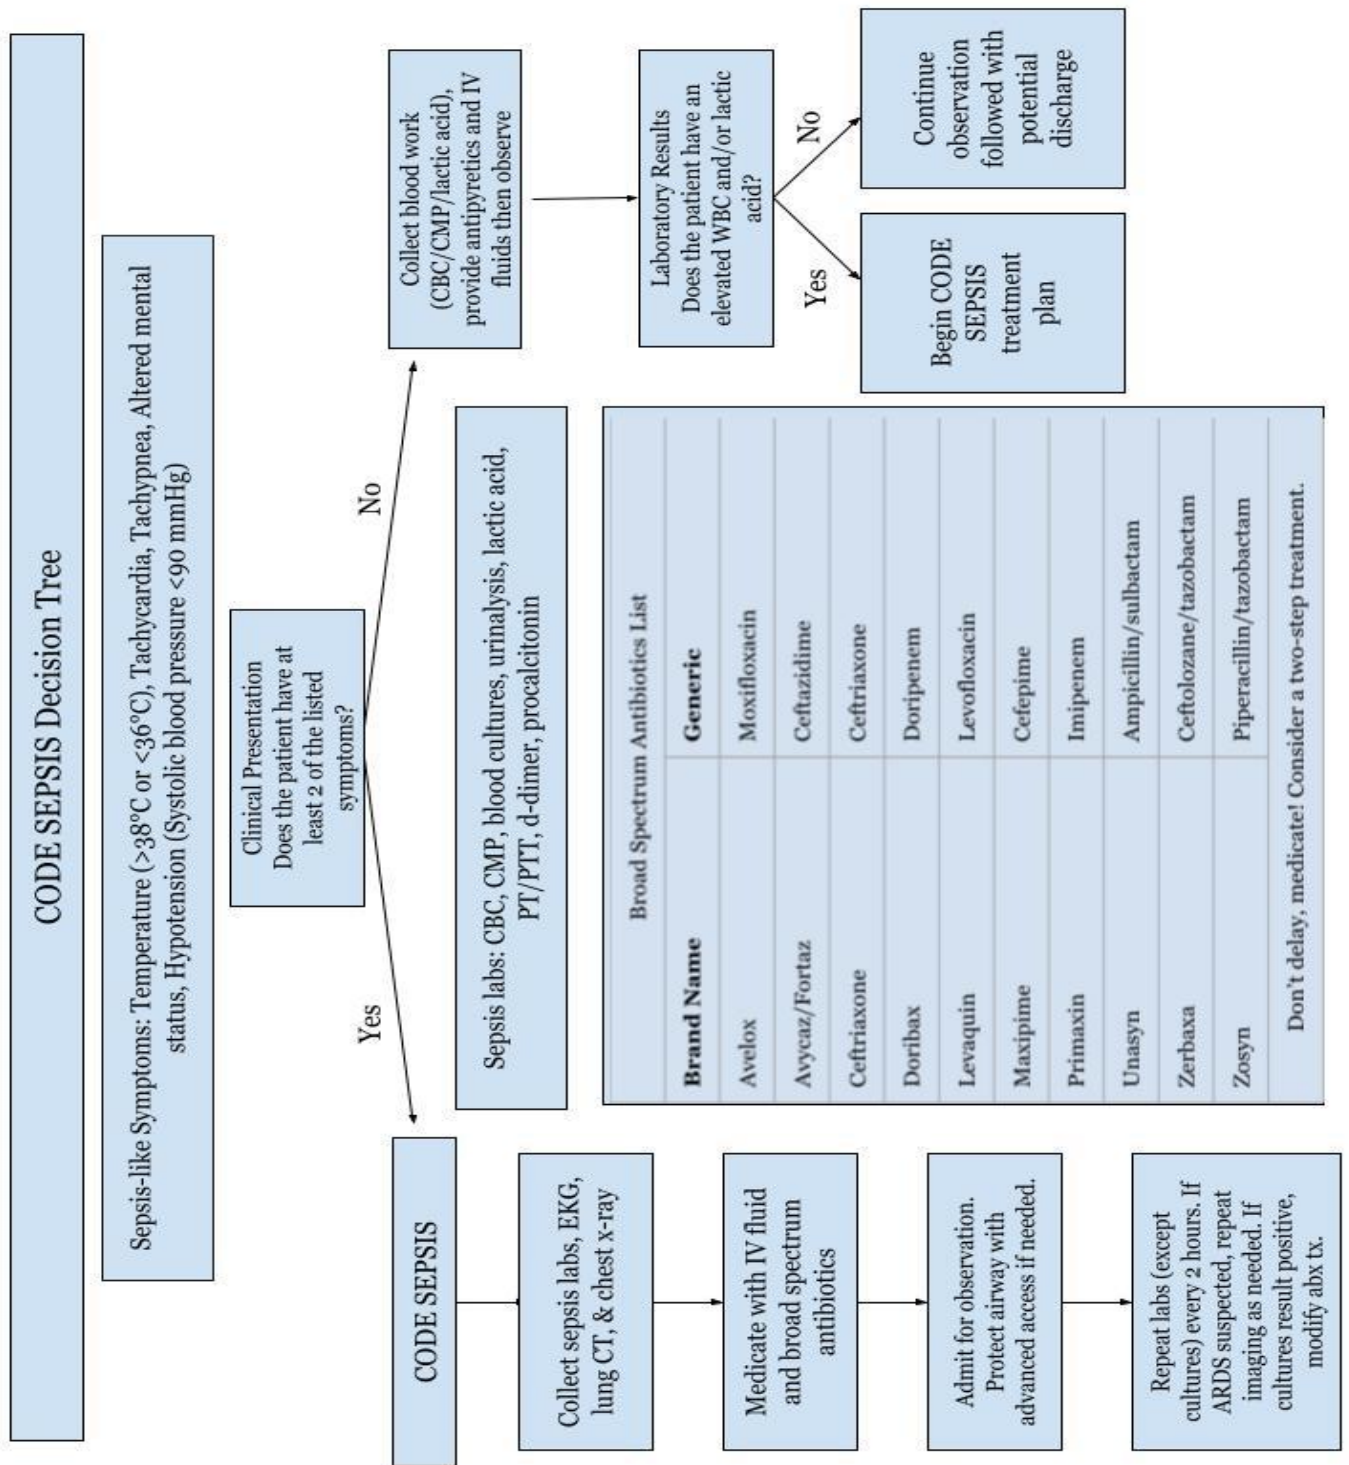 CODE SEPSIS Decision Tree
Sepsis-like Symptoms: Temperature (>38°C or <36°C), Tachycardia, Tachypnea, Altered mental
status, Hypotension (Systolic blood pressure <90 mmHg)
Clinical Presentation
Does the patient have at
least 2 of the listed
symptoms?
Yes
No
CODE SEPSIS
Collect sepsis labs, EKG,
lung CT, & chest x-ray
Medicate with IV fluid
and broad spectrum
antibiotics
Admit for observation.
Protect airway with
advanced access if needed.
Repeat labs (except
cultures) every 2 hours. If
ARDS suspected, repeat
imaging as needed. If
cultures result positive,
modify abx tx.
Sepsis labs: CBC, CMP, blood cultures, urinalysis, lactic acid,
PT/PTT, d-dimer, procalcitonin
Broad Spectrum Antibiotics List
Brand Name Generic
Avelox Moxifloxacin
Avycaz/Fortaz Ceftazidime
Ceftriaxone Ceftriaxone
Doribax Doripenem
Levaquin Levofloxacin
Maxipime Cefepime
Primaxin Imipenem
Unasyn Ampicillin/sulbactam
Zerbaxa Ceftolozane/tazobactam
Zosyn Piperacillin/tazobactam
Don't delay, medicate! Consider a two-step treatment.
Collect blood work
(CBC/CMP/lactic acid),
provide antipyretics and IV
fluids then observe
Laboratory Results
Does the patient have an
elevated WBC and/or lactic
acid?
Yes
No
Begin CODE
SEPSIS
treatment
plan
Continue
observation
followed with
potential
discharge